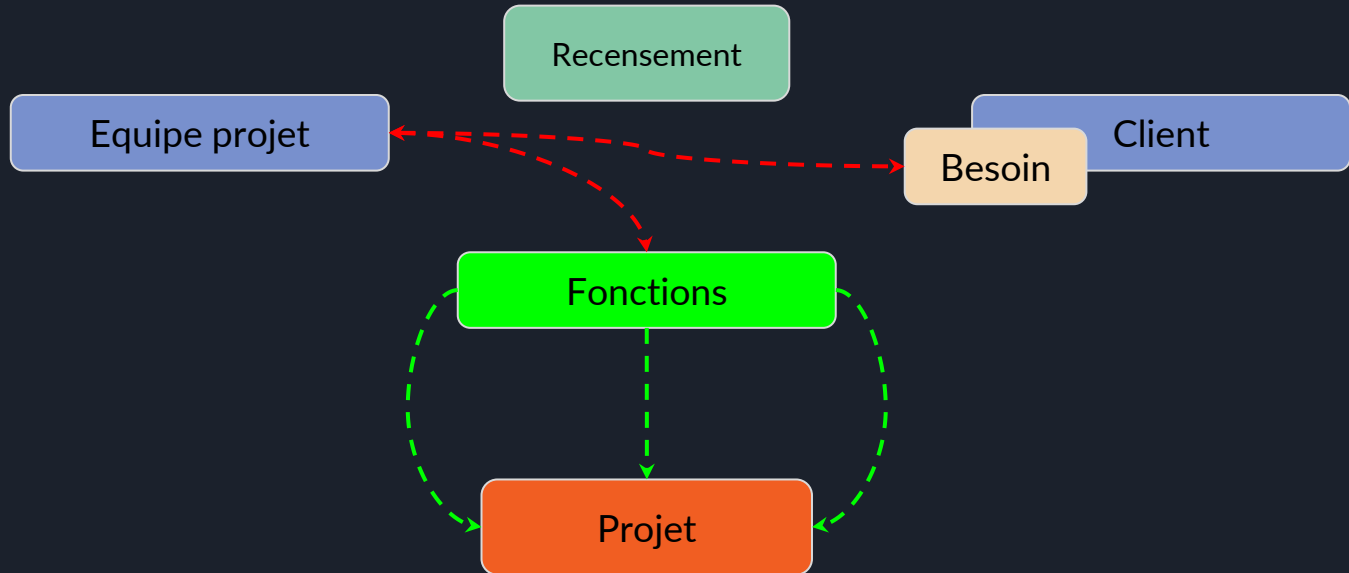 Recensement
Equipe projet
Client
Besoin
Fonctions
Projet